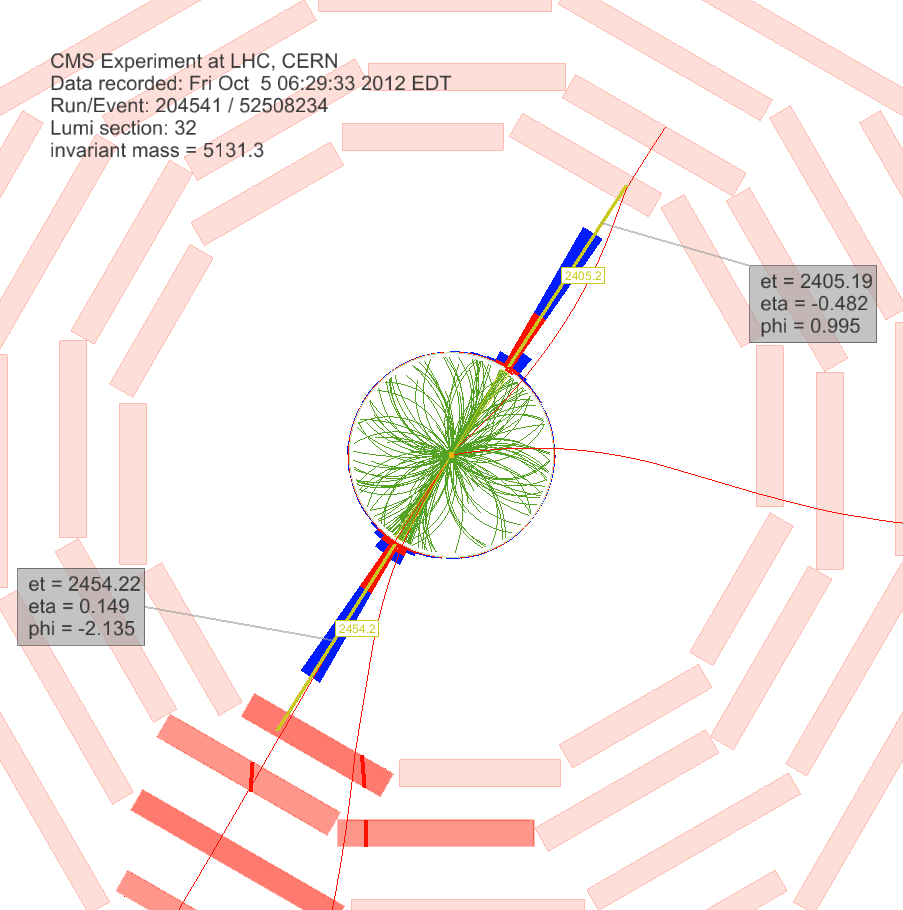 CMS Experiment at LHC, CERN
Data recorded: Fri Oct  5 06:29:33 2012 EDT
Run/Event: 204541 / 52508234
Lumi section: 32
invariant mass = 5131.3
2405.2
et = 2405.19
eta = -0.482
phi = 0.995
et = 2454.22
eta = 0.149
phi = -2.135
2454.2